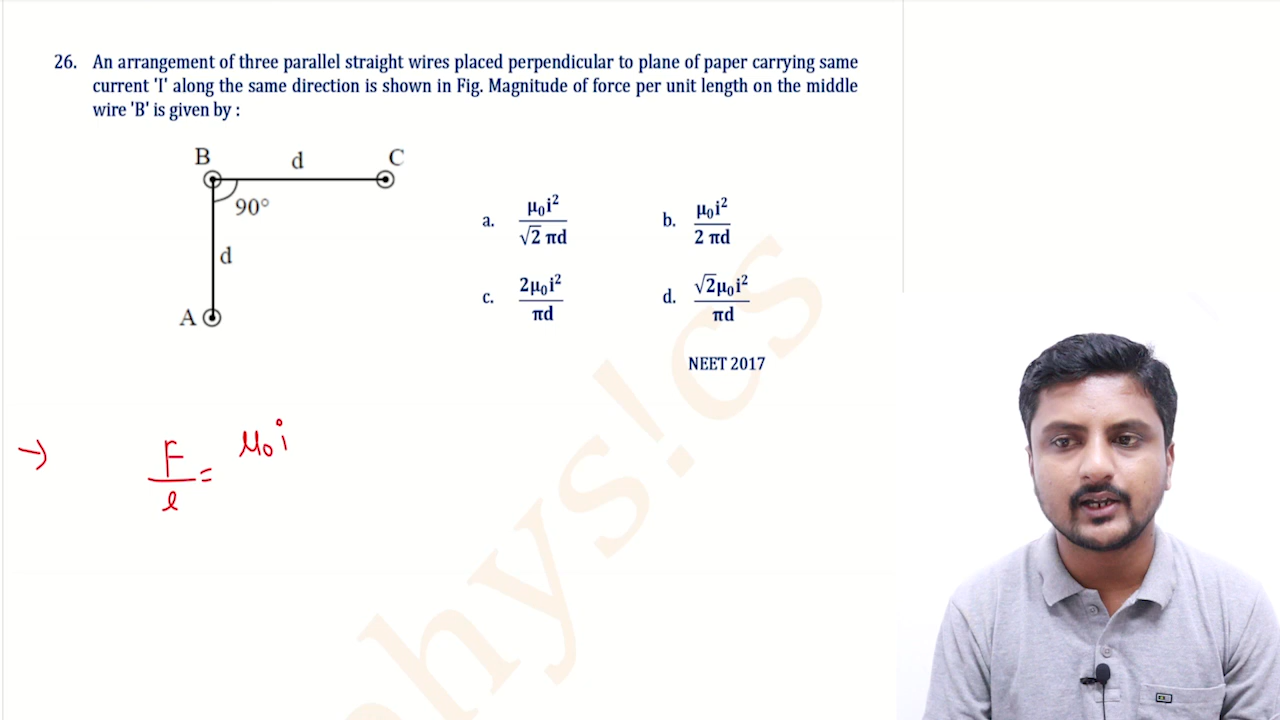 26. An arrangement of three parallel straight wires placed perpendicular to plane of paper carrying same
current 'I' along the same direction is shown in Fig. Magnitude of force per unit length on the middle
wire 'B' is given by :
B d C
90°
d
A
a. μ₀i²/√2 πd b. μ₀i²/2 πd
c. 2μ₀i²/πd d. √2μ₀i²/πd
NEET 2017
→ F/l = μ₀i
hys!cs